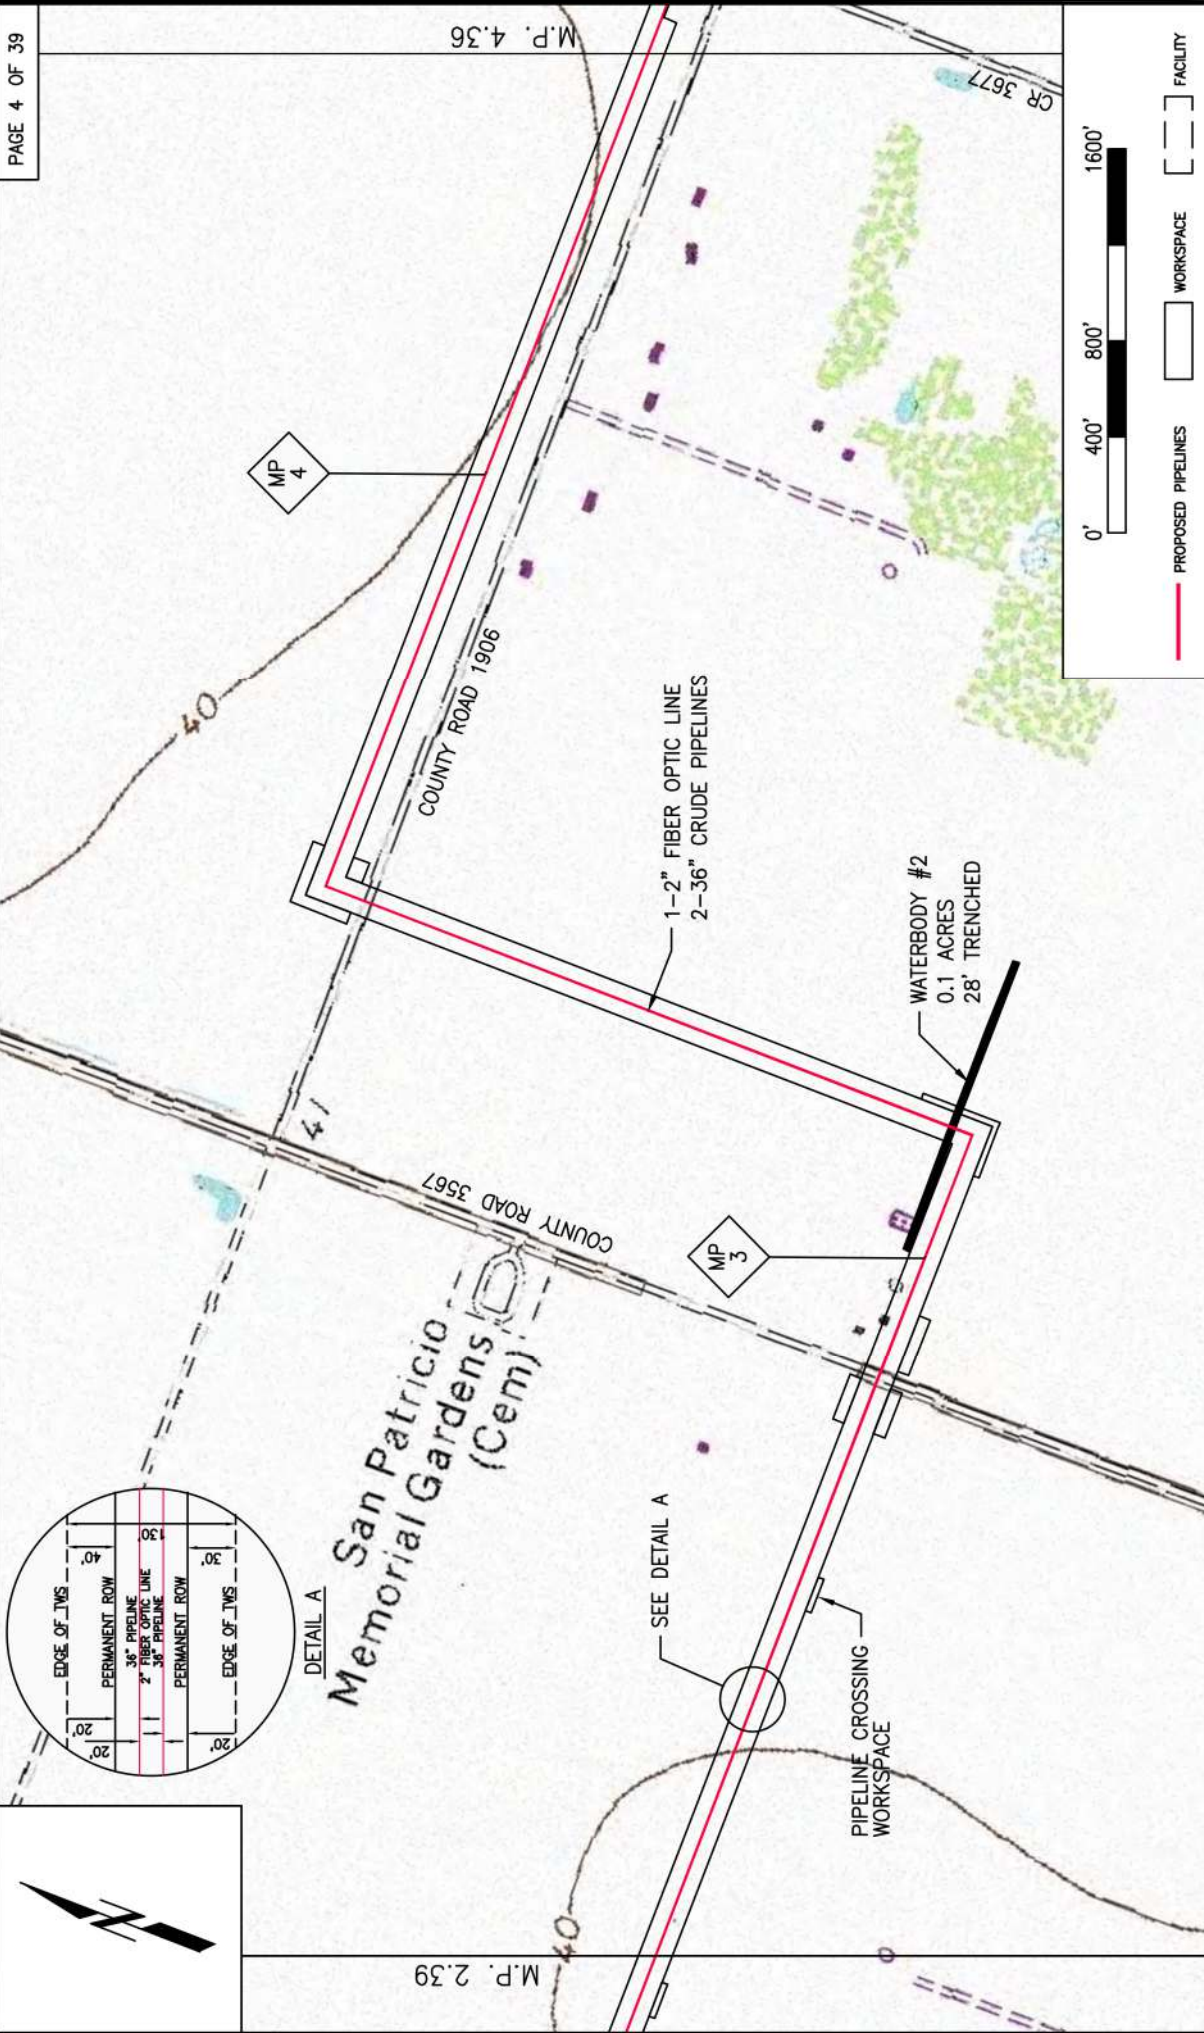 PAGE 4 OF 39
M.P. 2.39
M.P. 4.36
EDGE OF TWS
PERMANENT ROW
36" PIPELINE
2" FIBER OPTIC LINE
36" PIPELINE
PERMANENT ROW
EDGE OF TWS
20'
20'
20'
40'
130'
30'
DETAIL A
San Patricio
Memorial Gardens
(Cem)
SEE DETAIL A
PIPELINE CROSSING
WORKSPACE
40
COUNTY ROAD 3567
41
MP
3
WATERBODY #2
0.1 ACRES
28' TRENCHED
1-2" FIBER OPTIC LINE
2-36" CRUDE PIPELINES
COUNTY ROAD 1906
40
MP
4
CR 3677
0' 400' 800' 1600'
PROPOSED PIPELINES
WORKSPACE
FACILITY